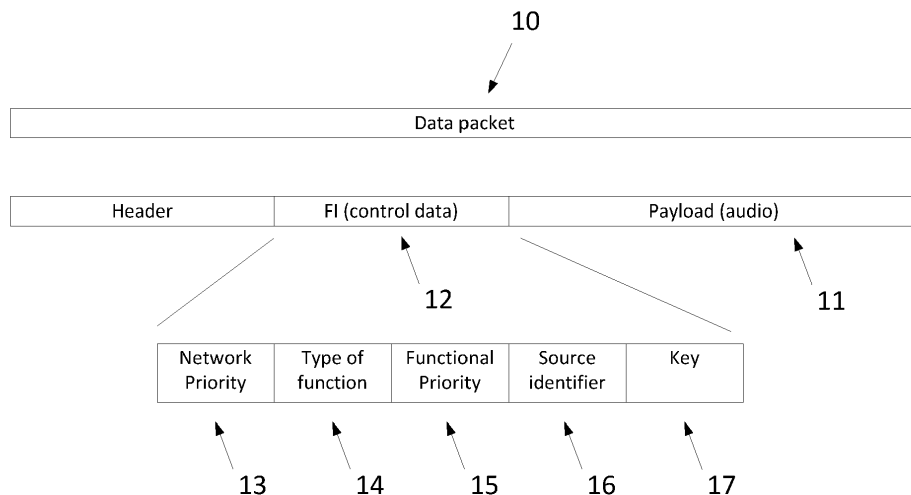 10
Data packet
Header FI (control data) Payload (audio)
12 11
Network Priority Type of function Functional Priority Source identifier Key
13 14 15 16 17